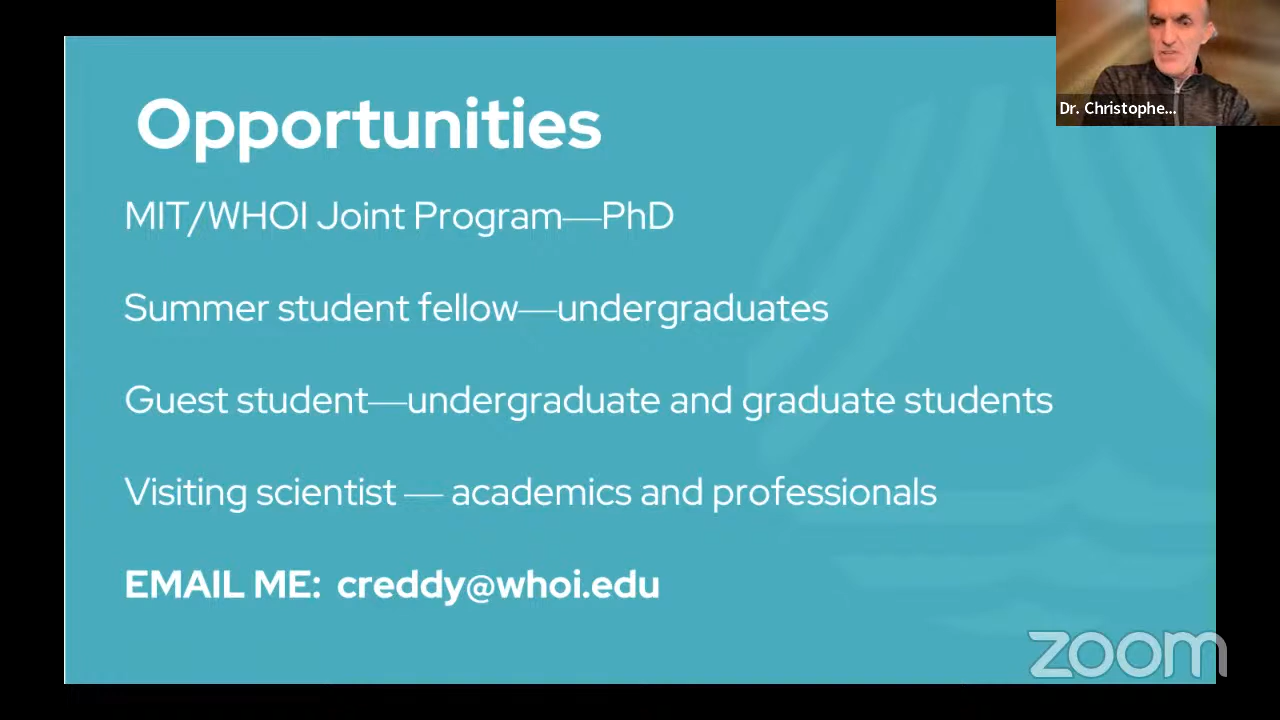 Opportunities
MIT/WHOI Joint Program—PhD
Summer student fellow—undergraduates
Guest student—undergraduate and graduate students
Visiting scientist — academics and professionals
EMAIL ME: creddy@whoi.edu
Dr. Christophe...
zoom